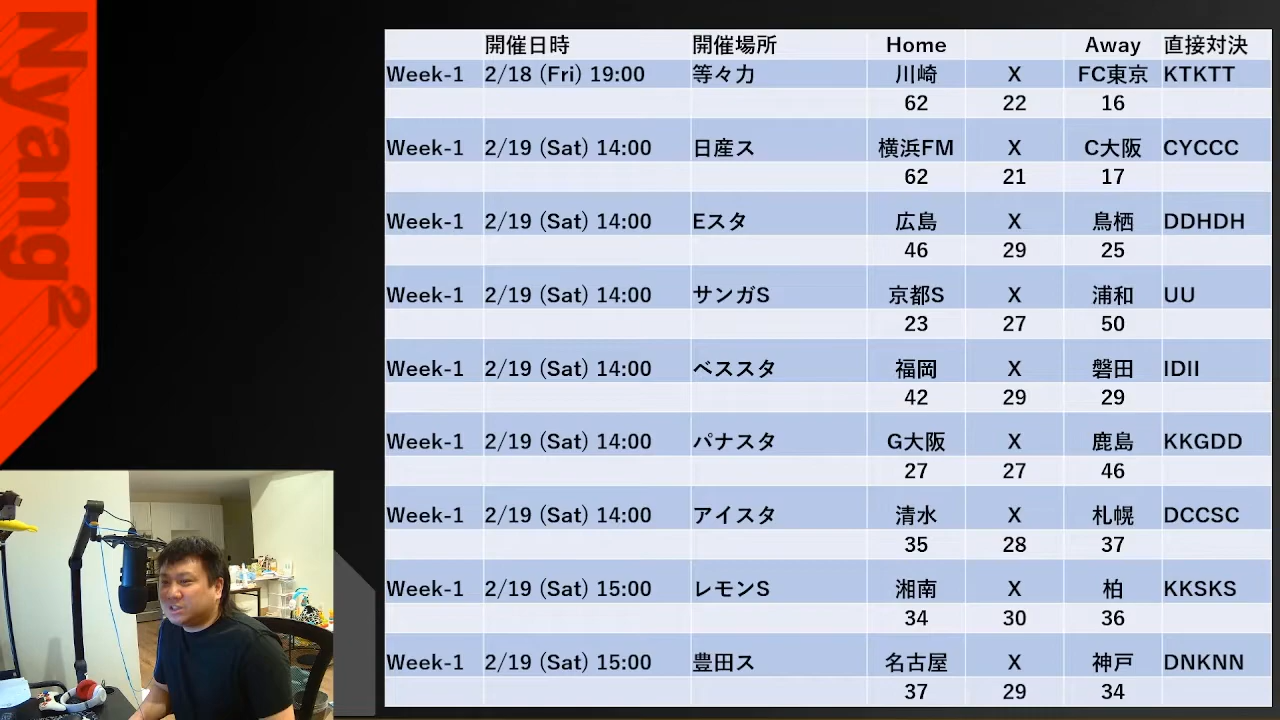 Nyang²
開催日時 開催場所 Home Away 直接対決
Week-1 2/18 (Fri) 19:00 等々力 川崎 X FC東京 KTKTT
62 22 16
Week-1 2/19 (Sat) 14:00 日産ス 横浜FM X C大阪 CYCCC
62 21 17
Week-1 2/19 (Sat) 14:00 Eスタ 広島 X 鳥栖 DDHDH
46 29 25
Week-1 2/19 (Sat) 14:00 サンガS 京都S X 浦和 UU
23 27 50
Week-1 2/19 (Sat) 14:00 ベススタ 福岡 X 磐田 IDII
42 29 29
Week-1 2/19 (Sat) 14:00 パナスタ G大阪 X 鹿島 KKGDD
27 27 46
Week-1 2/19 (Sat) 14:00 アイスタ 清水 X 札幌 DCCSC
35 28 37
Week-1 2/19 (Sat) 15:00 レモンS 湘南 X 柏 KKSKS
34 30 36
Week-1 2/19 (Sat) 15:00 豊田ス 名古屋 X 神戸 DNKNN
37 29 34